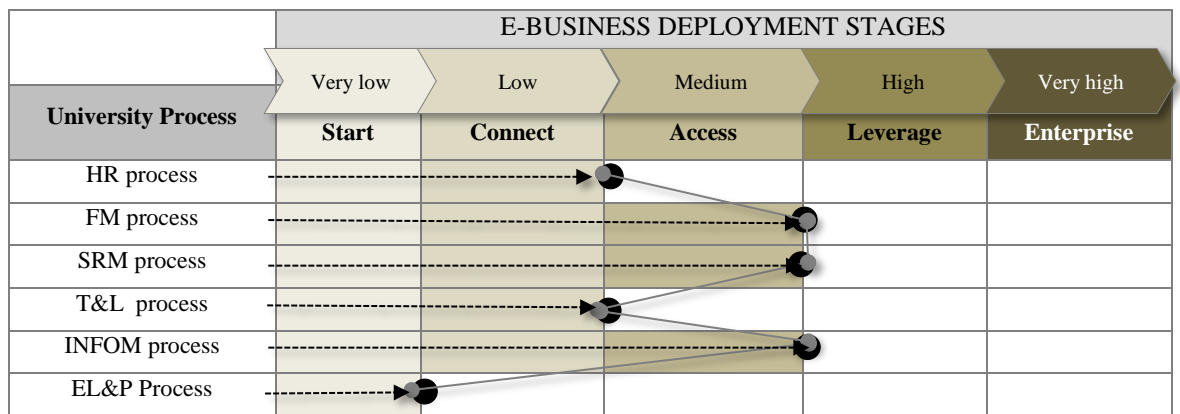 E-BUSINESS DEPLOYMENT STAGES
Very low Low Medium High Very high
University Process Start Connect Access Leverage Enterprise
HR process
FM process
SRM process
T&L process
INFOM process
EL&P Process